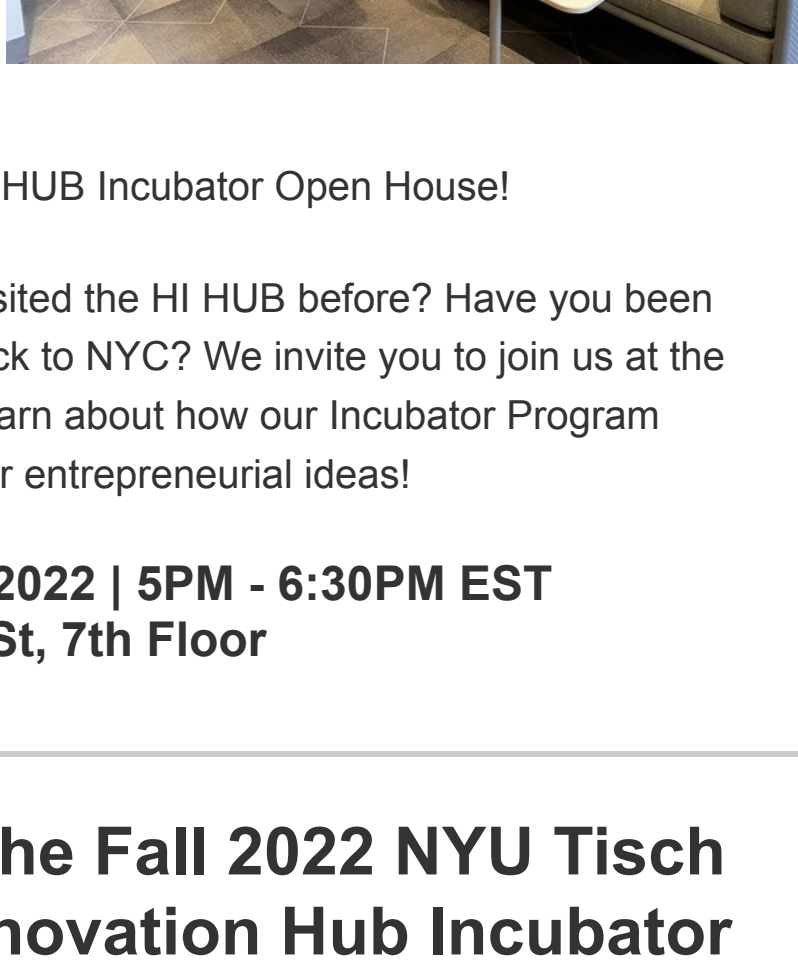 HUB Incubator Open House!
sited the HI HUB before? Have you been
ck to NYC? We invite you to join us at the
arn about how our Incubator Program
r entrepreneurial ideas!
2022 | 5PM - 6:30PM EST
St, 7th Floor
he Fall 2022 NYU Tisch
novation Hub Incubator